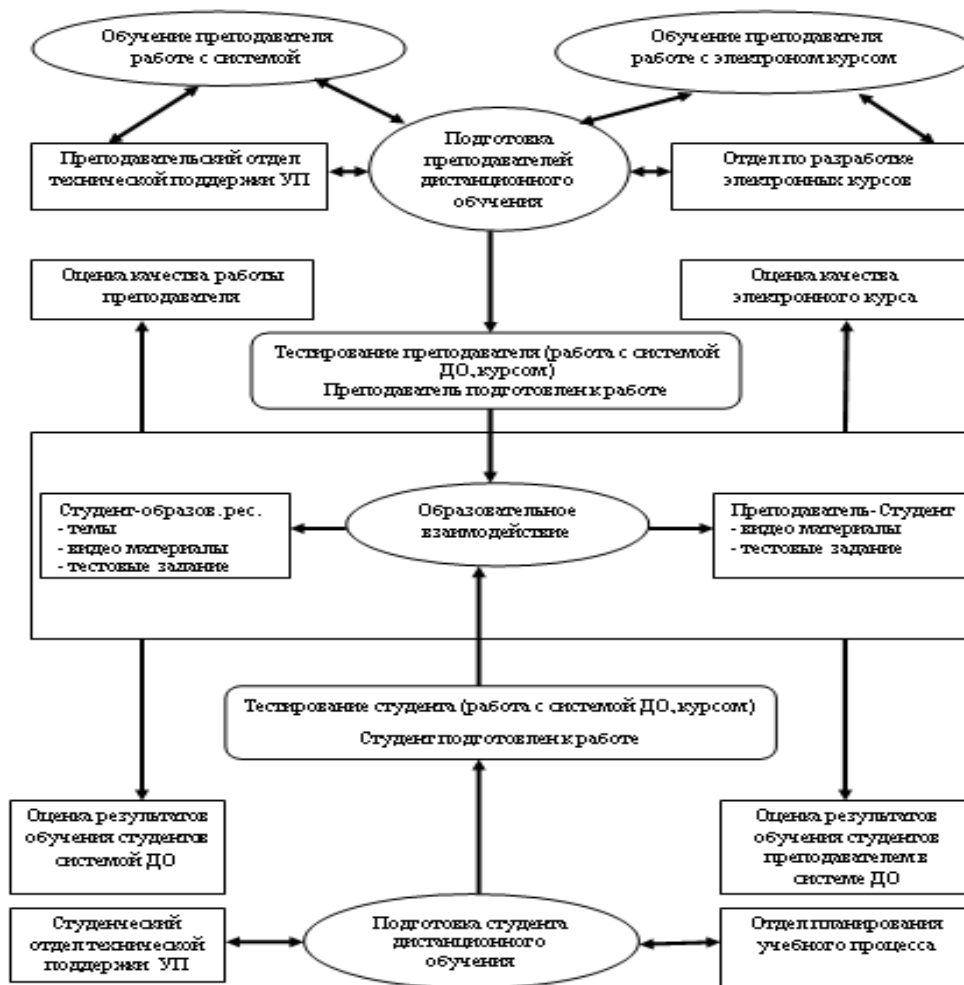 Обучение преподавателя
работе с системой
Обучение преподавателя
работе с электроном курсом
Преподавательский отдел
технической поддержки УП
Подготовка
преподавателей
дистанционного
обучения
Отдел по разработке
электронных курсов
Оценка качества работы
преподавателя
Оценка качества
электронного курса
Тестирование преподавателя (работа с системой
ДО, курсом)
Преподаватель подготовлен к работе
Студент-образов. рес.
- темы
- видео материалы
- тестовые задание
Образовательное
взаимодействие
Преподаватель- Студент
- видео материалы
- тестовые задание
Тестирование студента (работа с системой ДО, курсом)
Студент подготовлен к работе
Оценка результатов
обучения студентов
системой ДО
Оценка результатов
обучения студентов
преподавателем в
системе ДО
Студенческий
отдел технической
поддержки УП
Подготовка студента
дистанционного
обучения
Отдел планирования
учебного процесса